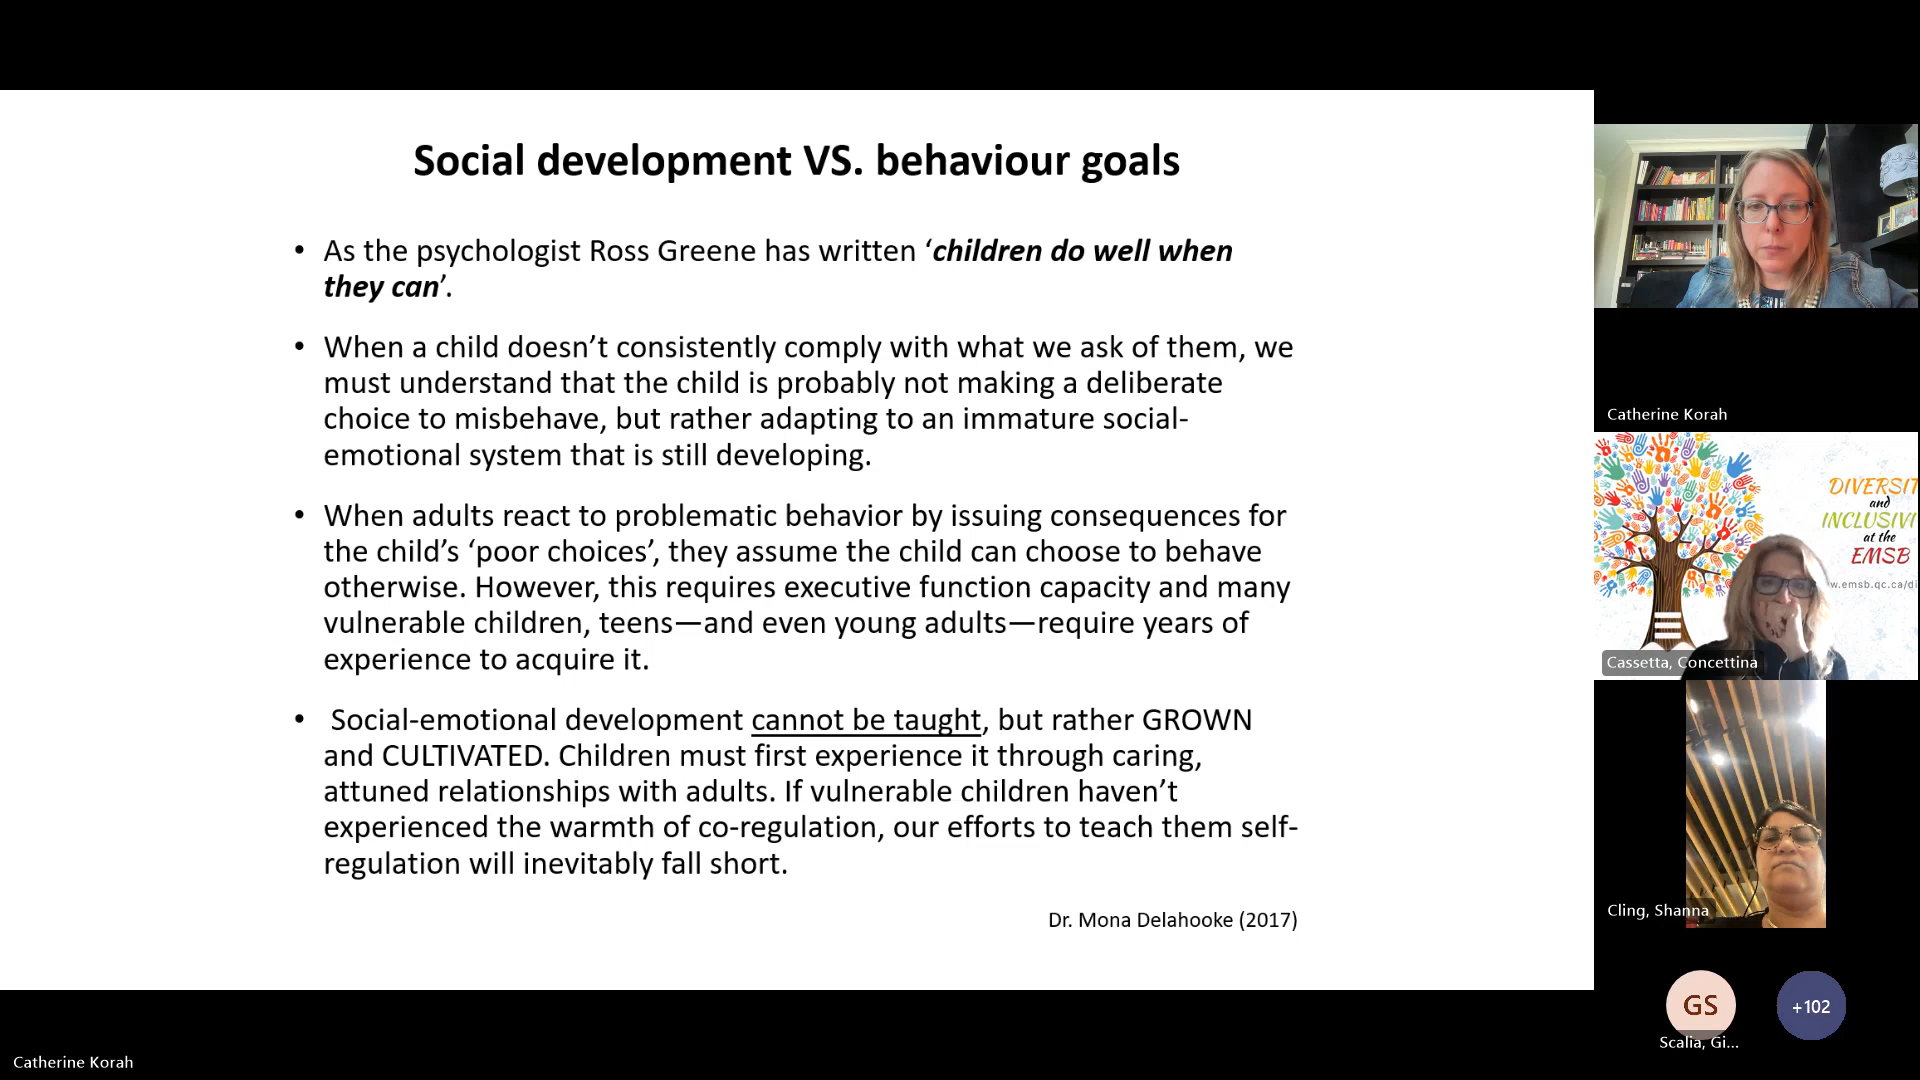 Social development VS. behaviour goals
• As the psychologist Ross Greene has written ‘children do well when
they can’.
• When a child doesn’t consistently comply with what we ask of them, we
must understand that the child is probably not making a deliberate
choice to misbehave, but rather adapting to an immature social-
emotional system that is still developing.
• When adults react to problematic behavior by issuing consequences for
the child’s ‘poor choices’, they assume the child can choose to behave
otherwise. However, this requires executive function capacity and many
vulnerable children, teens—and even young adults—require years of
experience to acquire it.
• Social-emotional development cannot be taught, but rather GROWN
and CULTIVATED. Children must first experience it through caring,
attuned relationships with adults. If vulnerable children haven’t
experienced the warmth of co-regulation, our efforts to teach them self-
regulation will inevitably fall short.
Dr. Mona Delahooke (2017)
Catherine Korah
DIVERSIT
and
INCLUSIVI
at the
EMSB
w.emsb.qc.ca/di
Cassetta, Concettina
Cling, Shanna
GS
+102
Scalia, Gi...
Catherine Korah